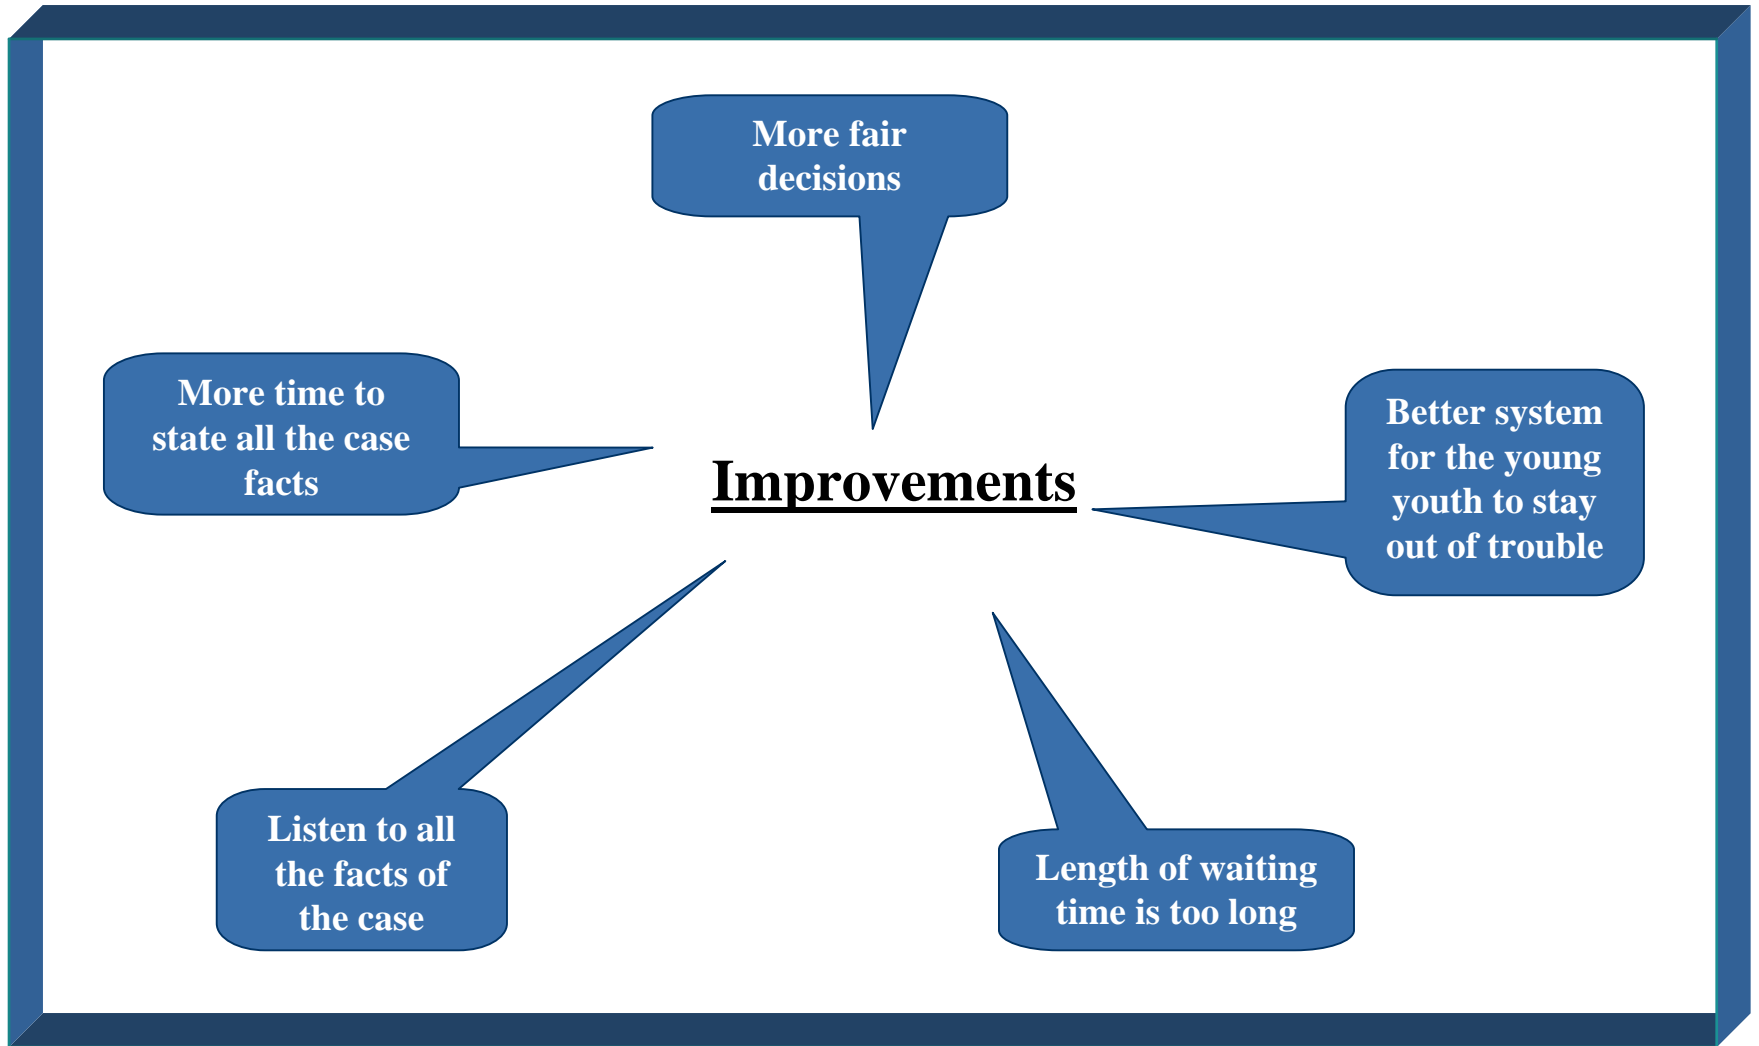 More fair
decisions
More time to
state all the case
facts
Better system
for the young
youth to stay
out of trouble
Improvements
Listen to all
the facts of
the case
Length of waiting
time is too long